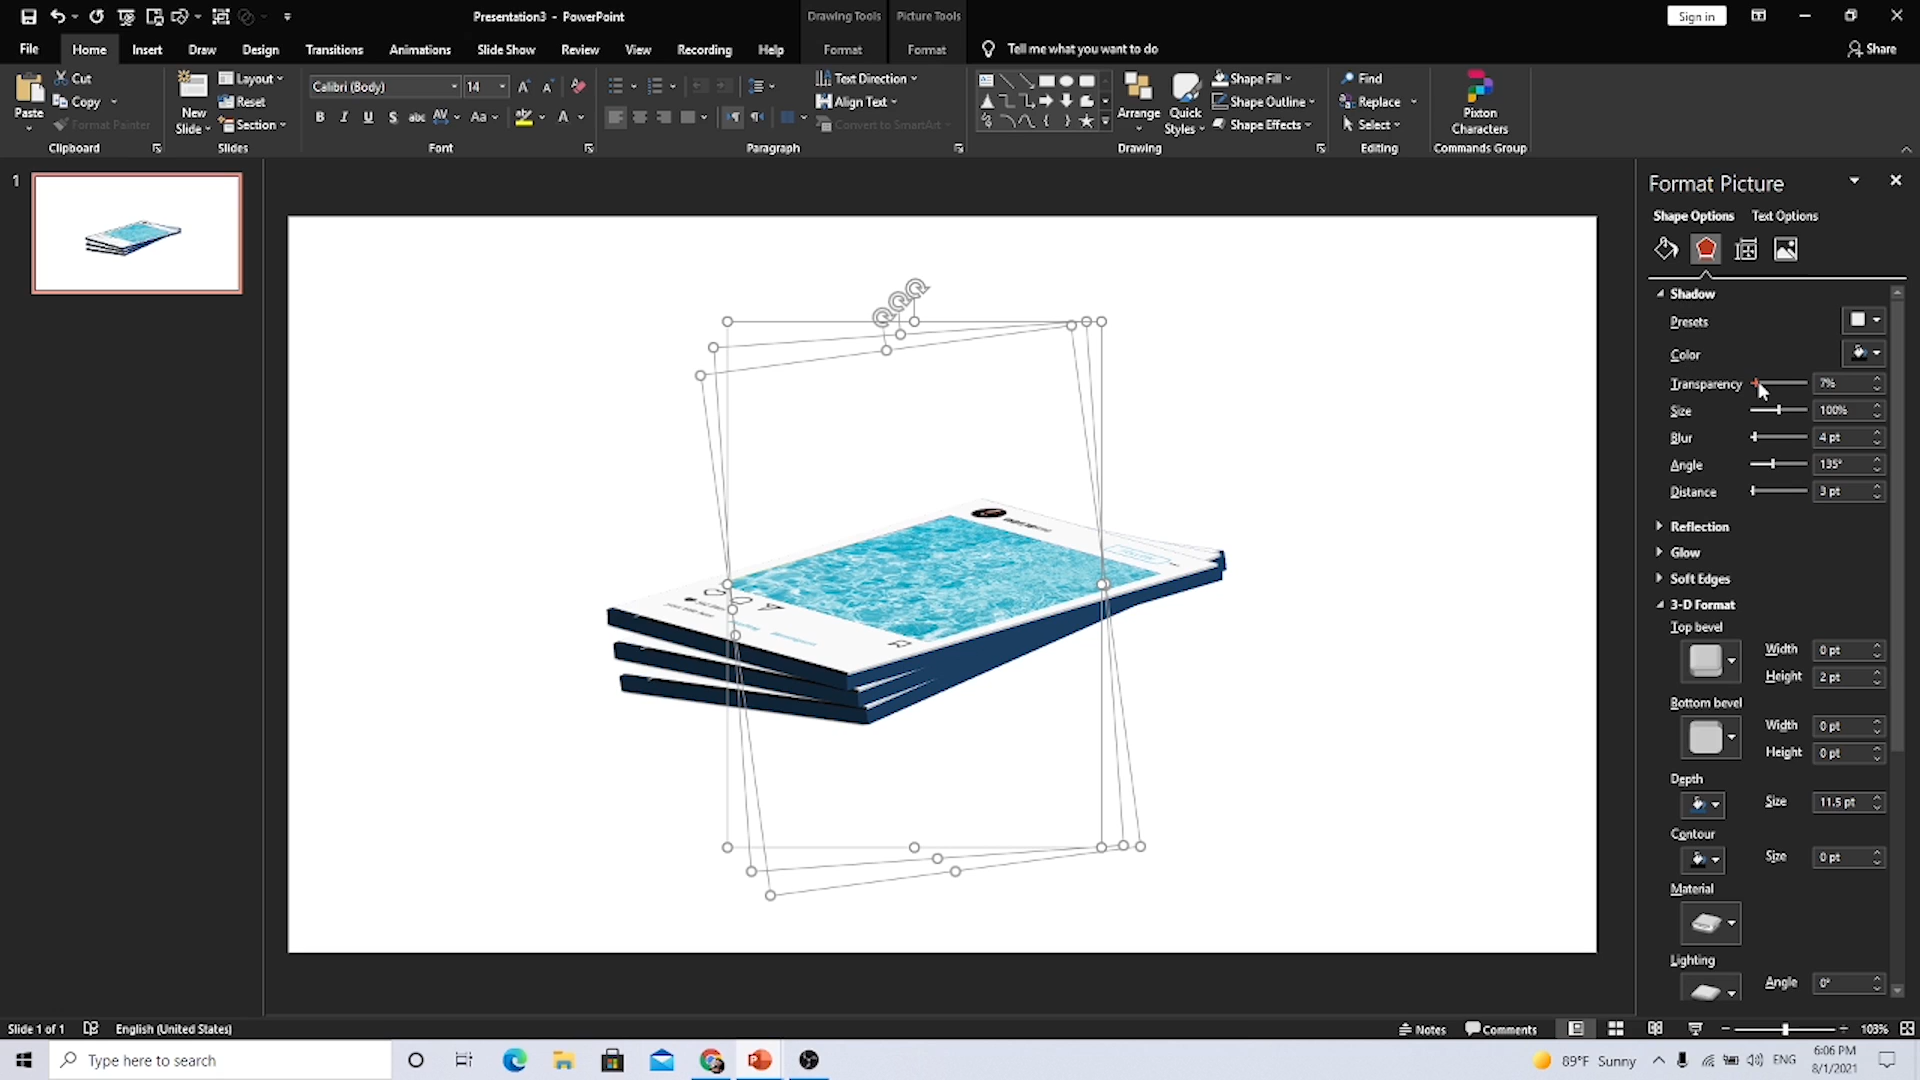 Presentation3 - PowerPoint
Drawing Tools
Picture Tools
Sign in
File
Home
Insert
Draw
Design
Transitions
Animations
Slide Show
Review
View
Recording
Help
Format
Format
Tell me what you want to do
Share
Paste
Cut
Copy
Format Painter
Clipboard
New Slide
Layout
Reset
Section
Slides
Calibri (Body)
14
B I U S abc AV Aa
Font
Text Direction
Align Text
Convert to SmartArt
Paragraph
Arrange
Quick Styles
Shape Fill
Shape Outline
Shape Effects
Drawing
Find
Replace
Select
Editing
Pixton Characters
Commands Group
1
Format Picture
Shape Options
Text Options
Shadow
Presets
Color
Transparency 7%
Size 100%
Blur 4 pt
Angle 135°
Distance 3 pt
Reflection
Glow
Soft Edges
3-D Format
Top bevel
Width 0 pt
Height 2 pt
Bottom bevel
Width 0 pt
Height 0 pt
Depth
Size 11.5 pt
Contour
Size 0 pt
Material
Lighting
Angle 0°
Slide 1 of 1
English (United States)
Notes
Comments
103%
Type here to search
89°F Sunny
ENG
6:06 PM
8/1/2021